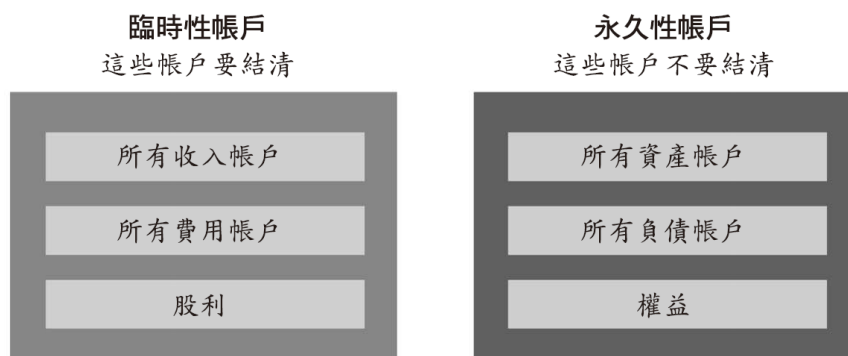 臨時性帳戶
這些帳戶要結清
所有收入帳戶
所有費用帳戶
股利
永久性帳戶
這些帳戶不要結清
所有資產帳戶
所有負債帳戶
權益